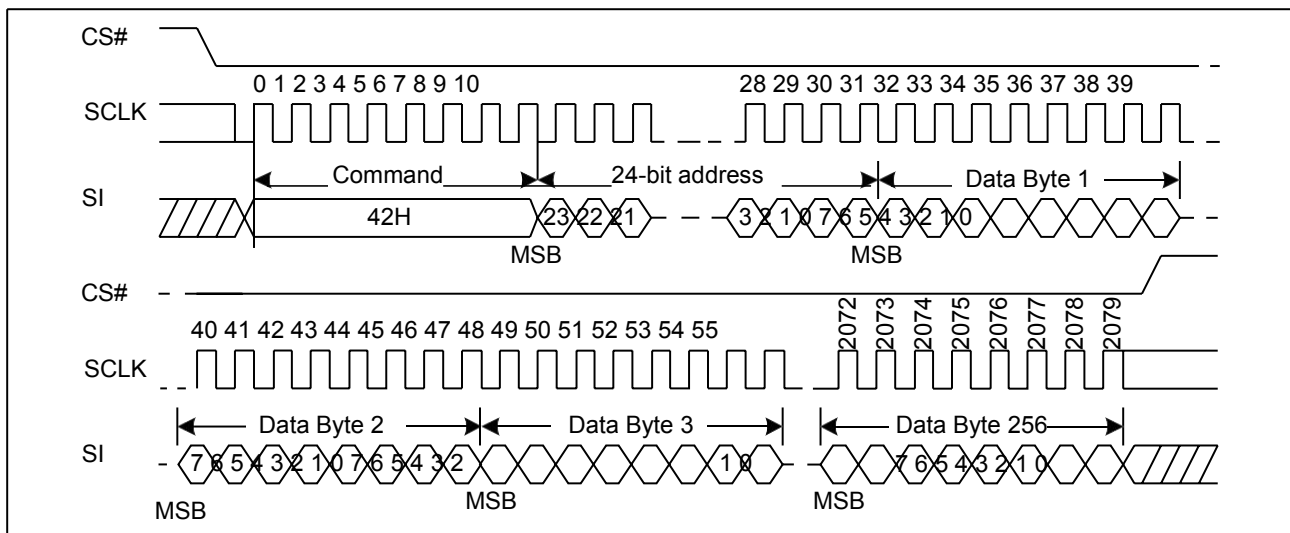 CS#
0 1 2 3 4 5 6 7 8 9 10 28 29 30 31 32 33 34 35 36 37 38 39
SCLK
Command 24-bit address Data Byte 1
SI
42H 23 22 21 3 2 1 0 7 6 5 4 3 2 1 0
MSB MSB
CS#
40 41 42 43 44 45 46 47 48 49 50 51 52 53 54 55 2072 2073 2074 2075 2076 2077 2078 2079
SCLK
Data Byte 2 Data Byte 3 Data Byte 256
SI
7 6 5 4 3 2 1 0 7 6 5 4 3 2 1 0 7 6 5 4 3 2 1 0
MSB MSB MSB